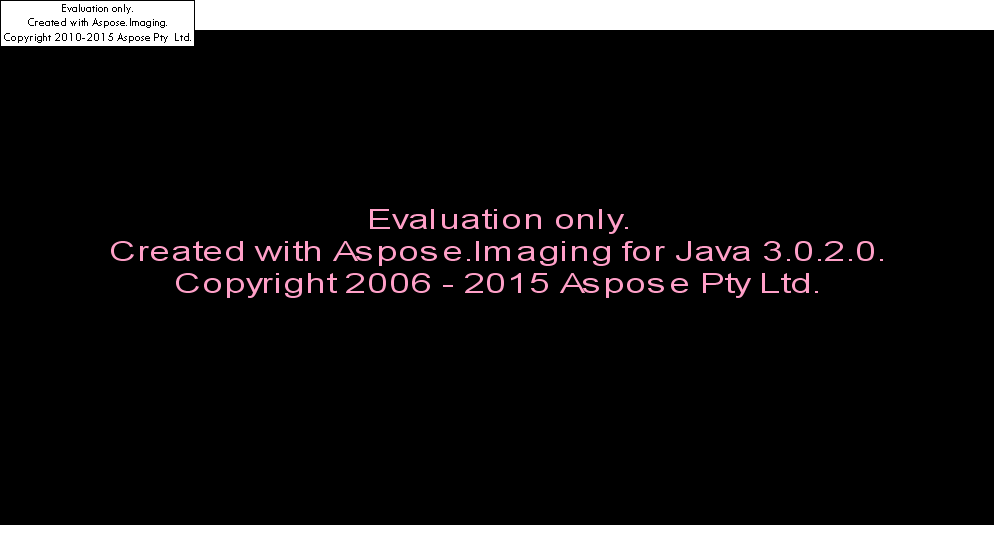 Evaluation only.
Created with Aspose.Imaging.
Copyright 2010-2015 Aspose Pty Ltd.
Evaluation only.
Created with Aspose.Imaging for Java 3.0.2.0.
Copyright 2006 - 2015 Aspose Pty Ltd.